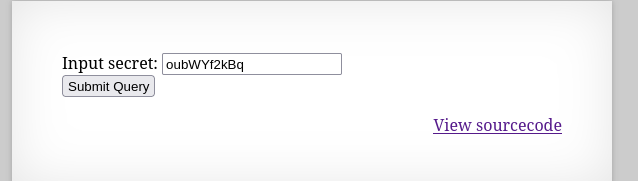 Input secret: oubWYf2kBq
Submit Query
View sourcecode